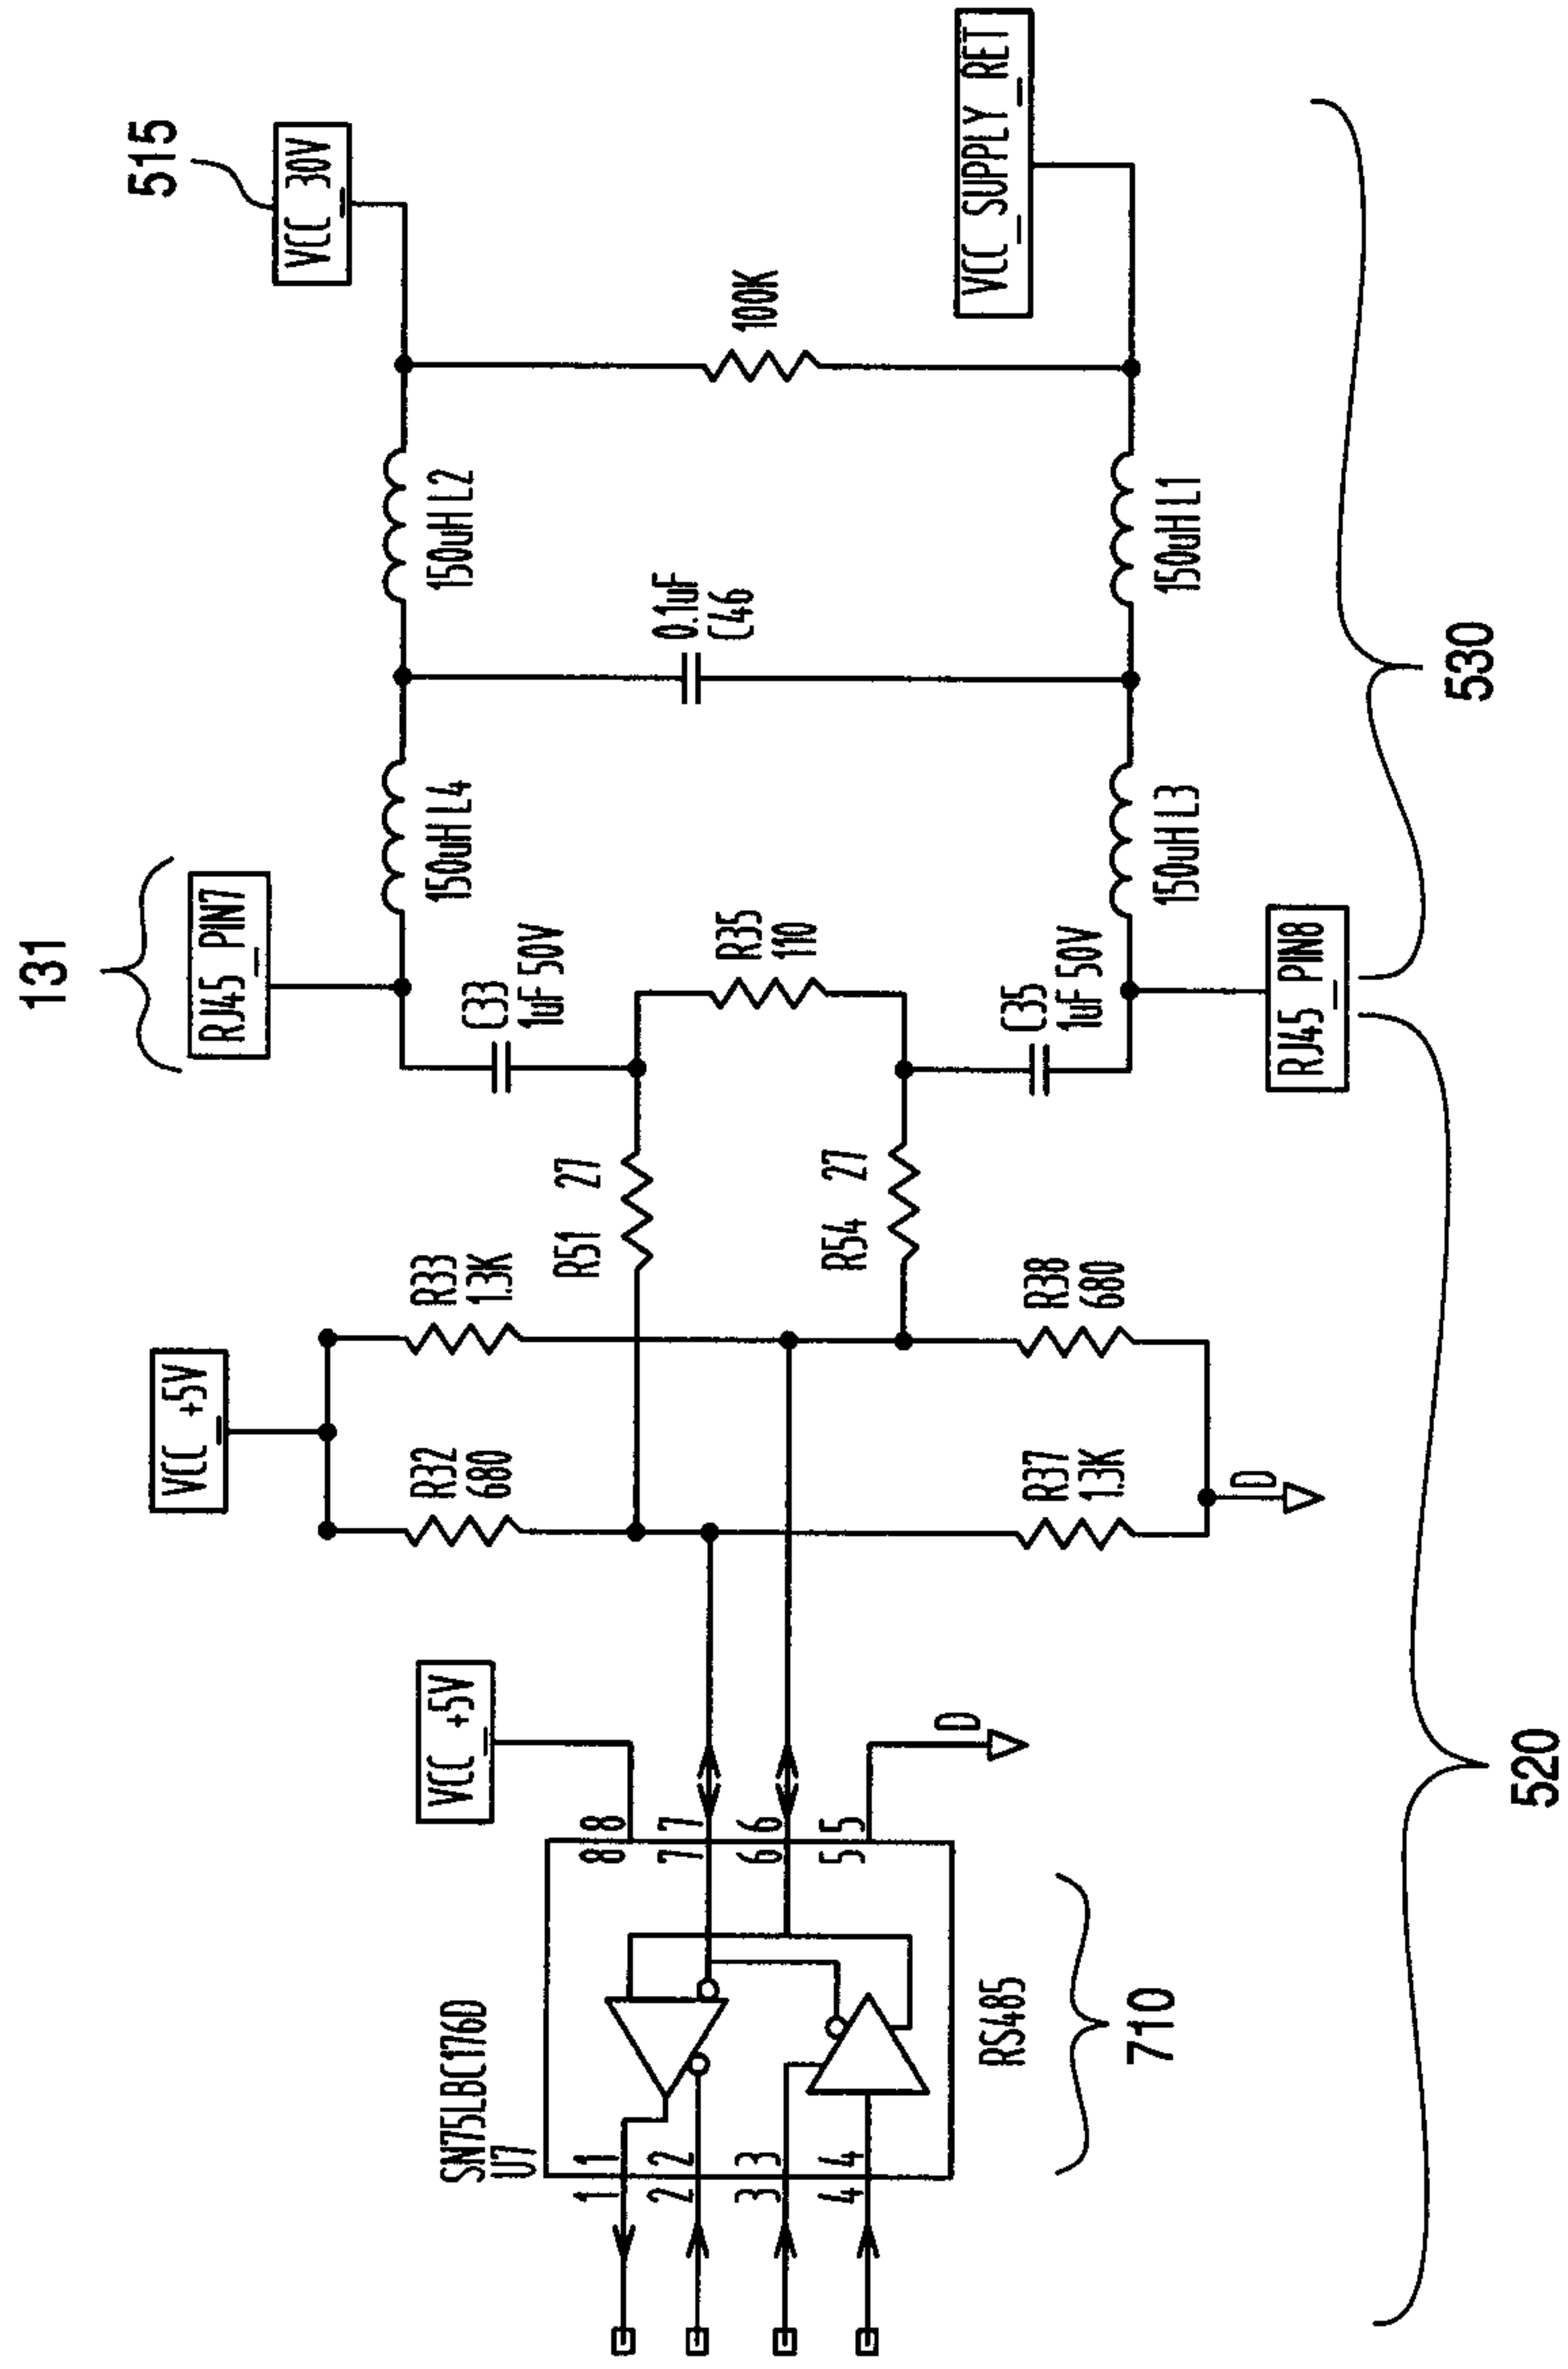 131
515
RJ45_PIN7
VCC_30V
VCC_+5V
150uH L4
150uH L2
C33
1uF 50V
R33
1.3K
R32
680
VCC_+5V
SN75LBC176D
U7
R51 27
0.1uF
C46
R35
110
100K
8 8
7 7
6 6
5 5
1 1
2 2
3 3
4 4
R54 27
D
RS485
VCC_SUPPLY_RET
C35
1uF 50V
R38
680
R37
1.3K
150uH L3
150uH L1
D
RJ45_PIN8
710
530
520